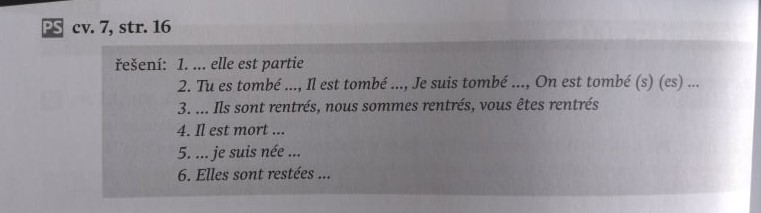 PS cv. 7, str. 16
řešení: 1. ... elle est partie
2. Tu es tombé ..., Il est tombé ..., Je suis tombé ..., On est tombé (s) (es) ...
3. ... Ils sont rentrés, nous sommes rentrés, vous êtes rentrés
4. Il est mort ...
5. ... je suis née ...
6. Elles sont restées ...